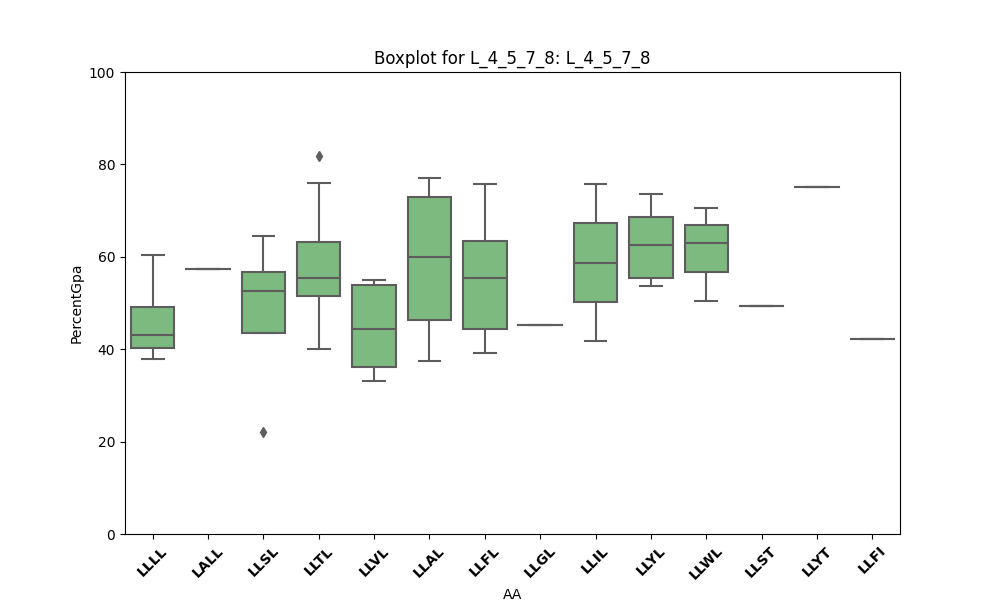 Boxplot for L_4_5_7_8: L_4_5_7_8
PercentGpa
100
80
60
40
20
0
LLLL LALL LLSL LLTL LLVL LLAL LLFL LLGL LLIL LLYL LLWL LLST LLYT LLFI
AA